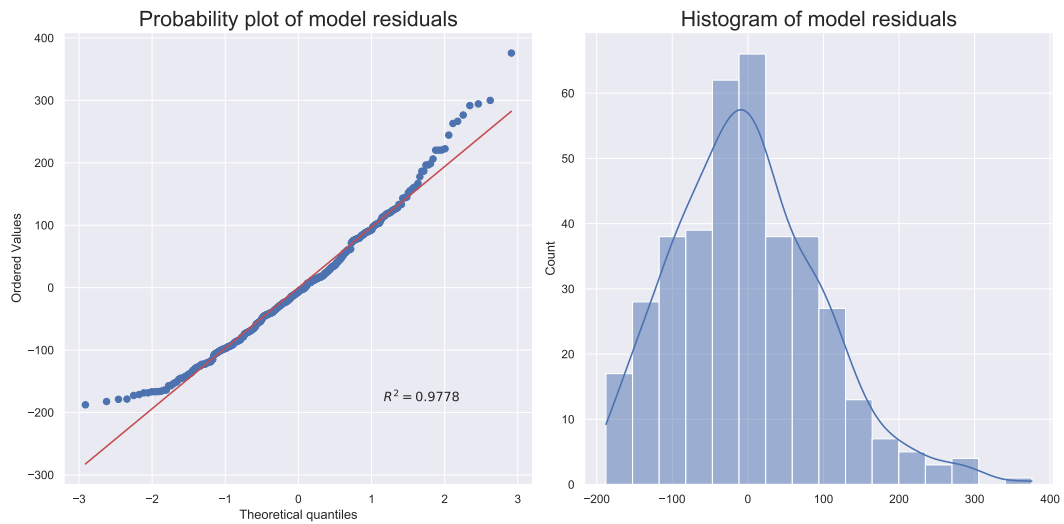 Probability plot of model residuals
400
300
200
100
0
−100
−200
−300
Ordered Values
R² = 0.9778
−3 −2 −1 0 1 2 3
Theoretical quantiles
Histogram of model residuals
60
50
40
30
20
10
0
Count
−200 −100 0 100 200 300 400